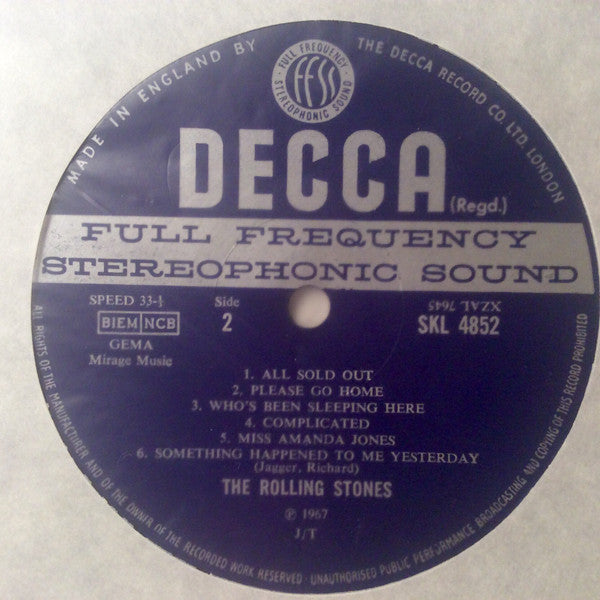 MADE IN ENGLAND BY
THE DECCA RECORD CO. LTD. LONDON
FULL FREQUENCY
FFSS
STEREOPHONIC SOUND
DECCA (Regd.)
FULL FREQUENCY
STEREOPHONIC SOUND
SPEED 33-⅓
Side
XZAL 7645
BIEM NCB
2
SKL 4852
GEMA
Mirage Music
1. ALL SOLD OUT
2. PLEASE GO HOME
3. WHO'S BEEN SLEEPING HERE
4. COMPLICATED
5. MISS AMANDA JONES
6. SOMETHING HAPPENED TO ME YESTERDAY
(Jagger, Richard)
THE ROLLING STONES
℗ 1967
J/T
ALL RIGHTS OF THE MANUFACTURER AND OF THE OWNER OF THE RECORDED WORK RESERVED · UNAUTHORISED PUBLIC PERFORMANCE BROADCASTING AND COPYING OF THIS RECORD PROHIBITED